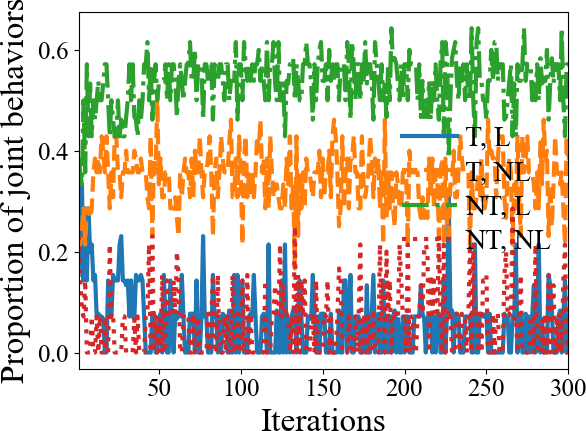 Proportion of joint behaviors
0.6
0.4
0.2
0.0
T, L
T, NL
NT, L
NT, NL
50 100 150 200 250 300
Iterations